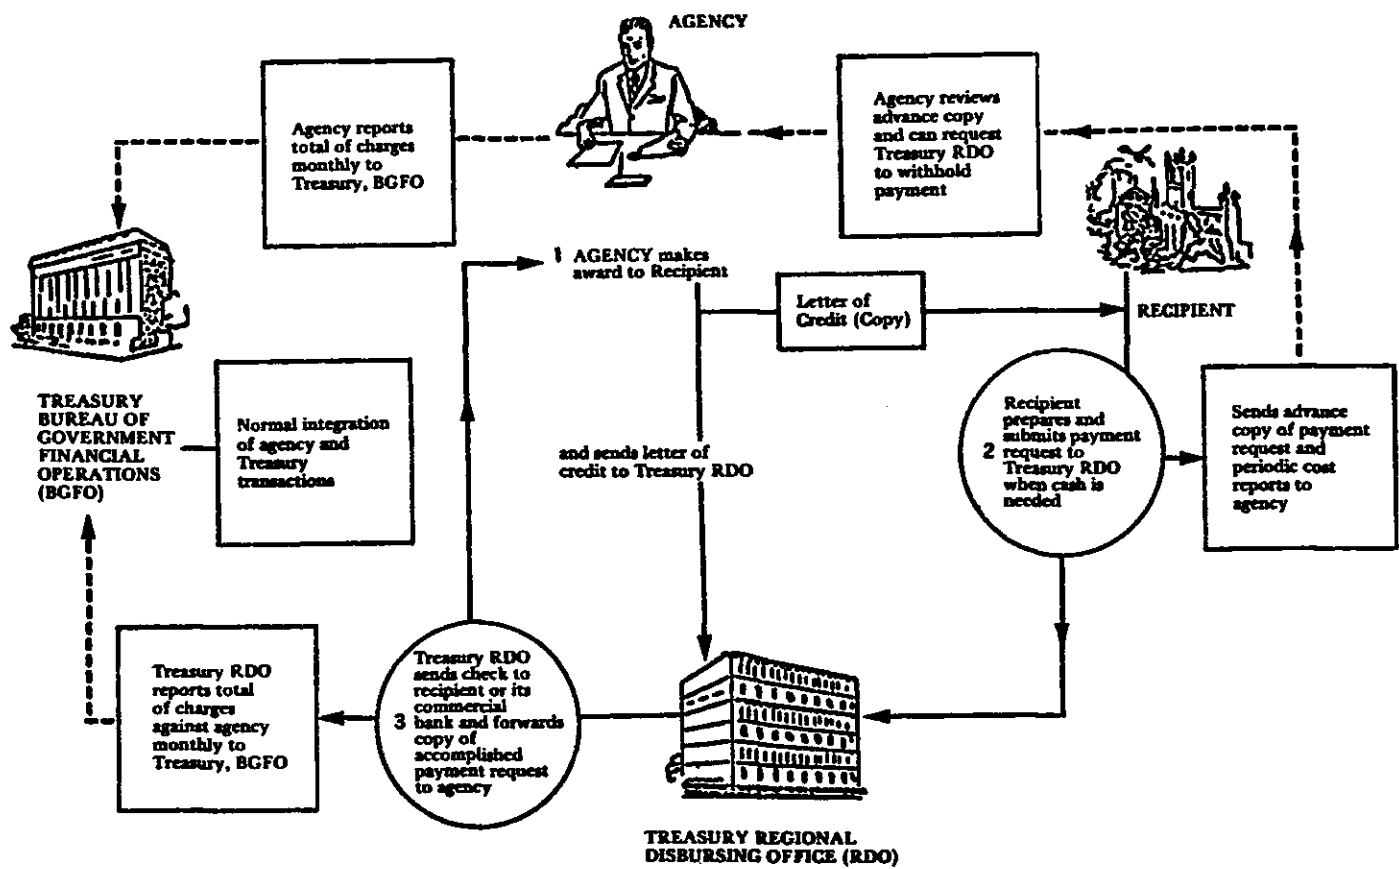 AGENCY
Agency reports
total of charges
monthly to
Treasury, BGFO
Agency reviews
advance copy
and can request
Treasury RDO
to withhold
payment
1 AGENCY makes
award to Recipient
Letter of
Credit (Copy)
RECIPIENT
TREASURY
BUREAU OF
GOVERNMENT
FINANCIAL
OPERATIONS
(BGFO)
Normal integration
of agency and
Treasury
transactions
and sends letter of
credit to Treasury RDO
Recipient
prepares and
submits payment
2 request to
Treasury RDO
when cash is
needed
Sends advance
copy of payment
request and
periodic cost
reports to
agency
Treasury RDO
reports total
of charges
against agency
monthly to
Treasury, BGFO
Treasury RDO
sends check to
recipient or its
commercial
3 bank and forwards
copy of
accomplished
payment request
to agency
TREASURY REGIONAL
DISBURSING OFFICE (RDO)